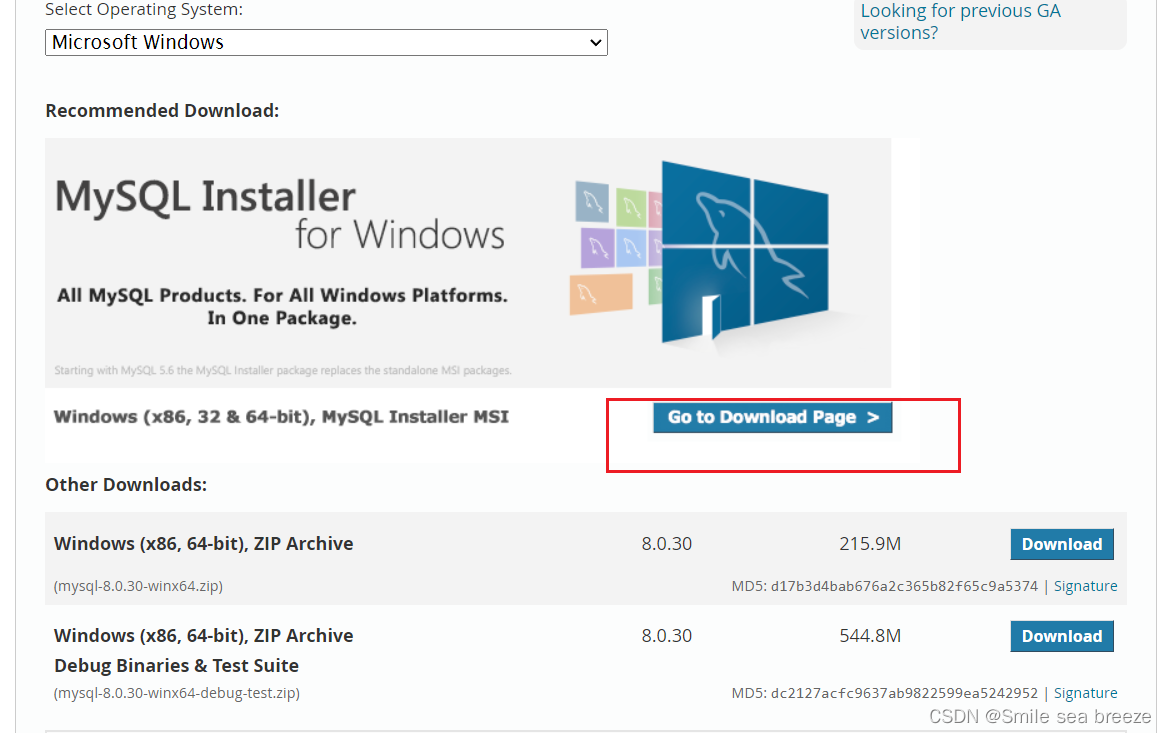 Select Operating System:
Looking for previous GA
versions?
Microsoft Windows
Recommended Download:
MySQL Installer
for Windows
All MySQL Products. For All Windows Platforms.
In One Package.
Starting with MySQL 5.6 the MySQL Installer package replaces the standalone MSI packages.
Windows (x86, 32 & 64-bit), MySQL Installer MSI
Go to Download Page >
Other Downloads:
Windows (x86, 64-bit), ZIP Archive 8.0.30 215.9M Download
(mysql-8.0.30-winx64.zip) MD5: d17b3d4bab676a2c365b82f65c9a5374 | Signature
Windows (x86, 64-bit), ZIP Archive 8.0.30 544.8M Download
Debug Binaries & Test Suite
(mysql-8.0.30-winx64-debug-test.zip) MD5: dc2127acfc9637ab9822599ea5242952 | Signature
CSDN @Smile sea breeze